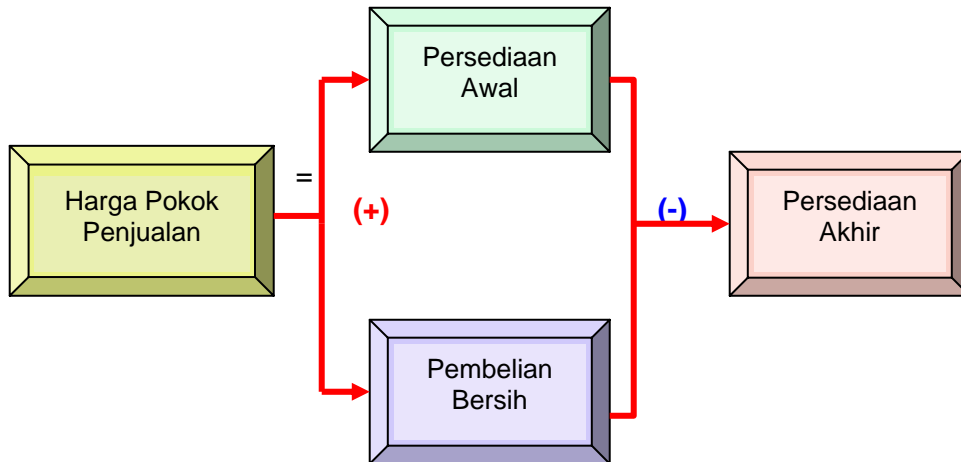 Harga Pokok
Penjualan
=
(+)
Persediaan
Awal
Pembelian
Bersih
(-)
Persediaan
Akhir